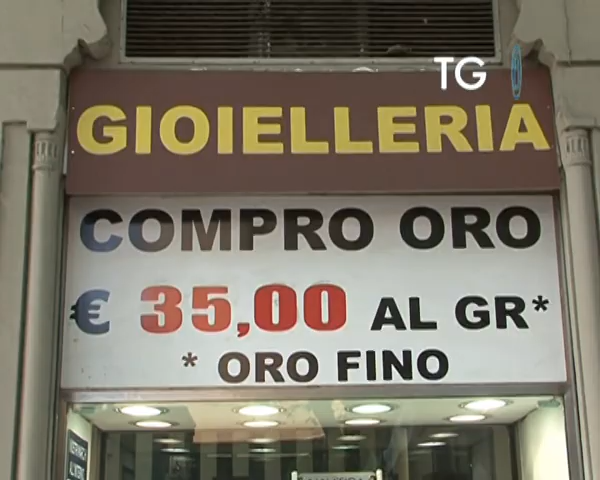 TG
GIOIELLERIA
COMPRO ORO
€ 35,00 AL GR*
* ORO FINO